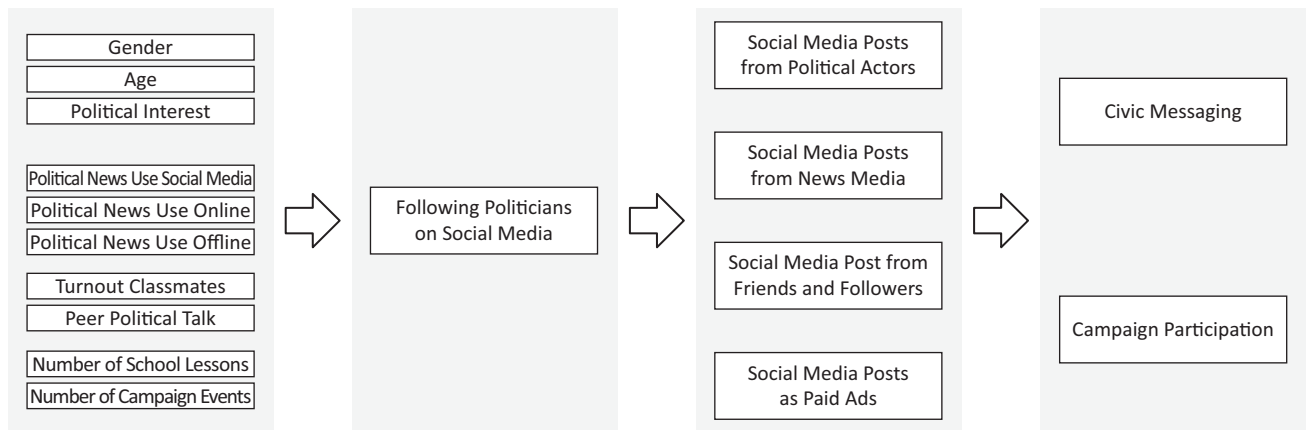 Gender
Age
Political Interest
Political News Use Social Media
Political News Use Online
Political News Use Offline
Turnout Classmates
Peer Political Talk
Number of School Lessons
Number of Campaign Events
Following Politicians
on Social Media
Social Media Posts
from Political Actors
Social Media Posts
from News Media
Social Media Post from
Friends and Followers
Social Media Posts
as Paid Ads
Civic Messaging
Campaign Participation